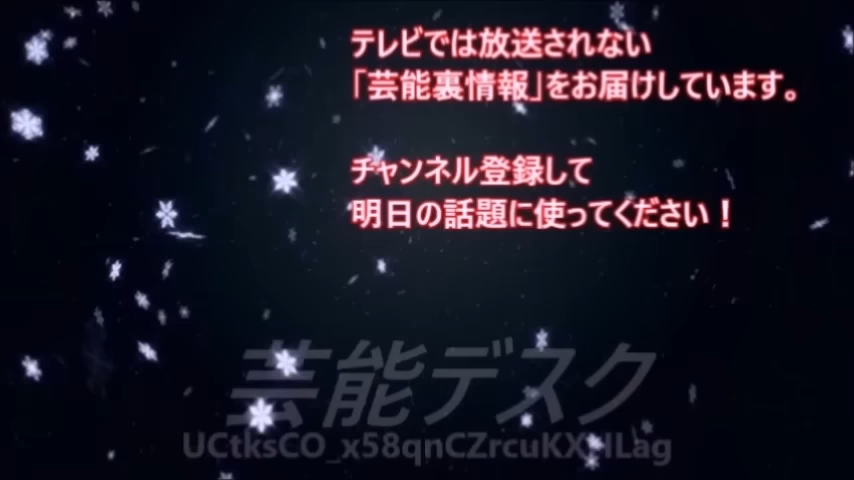 テレビでは放送されない
「芸能裏情報」をお届けしています。
チャンネル登録して
明日の話題に使ってください！
芸能デスク
UCtksCO_x58qnCZrcuKXHLag